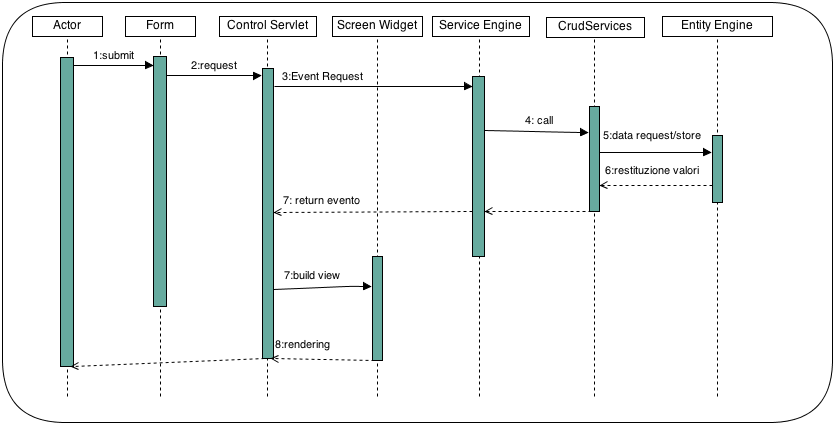 Actor
Form
Control Servlet
Screen Widget
Service Engine
CrudServices
Entity Engine
1:submit
2:request
3:Event Request
4: call
5:data request/store
6:restituzione valori
7: return evento
7:build view
8:rendering